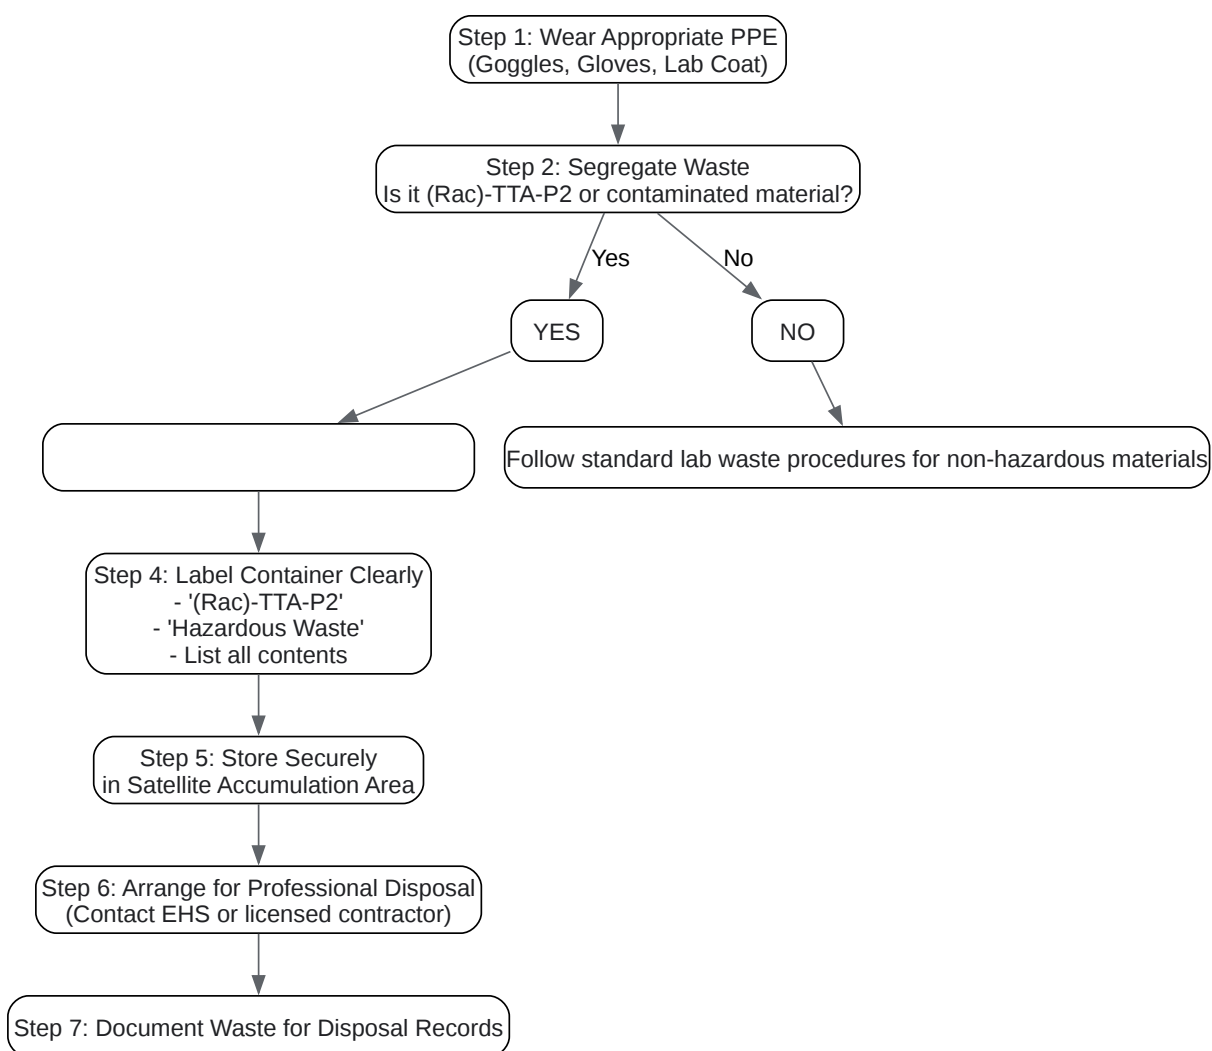 Step 1: Wear Appropriate PPE
(Goggles, Gloves, Lab Coat)
Step 2: Segregate Waste
Is it (Rac)-TTA-P2 or contaminated material?
Yes
No
YES
NO
Follow standard lab waste procedures for non-hazardous materials
Step 4: Label Container Clearly
- '(Rac)-TTA-P2'
- 'Hazardous Waste'
- List all contents
Step 5: Store Securely
in Satellite Accumulation Area
Step 6: Arrange for Professional Disposal
(Contact EHS or licensed contractor)
Step 7: Document Waste for Disposal Records